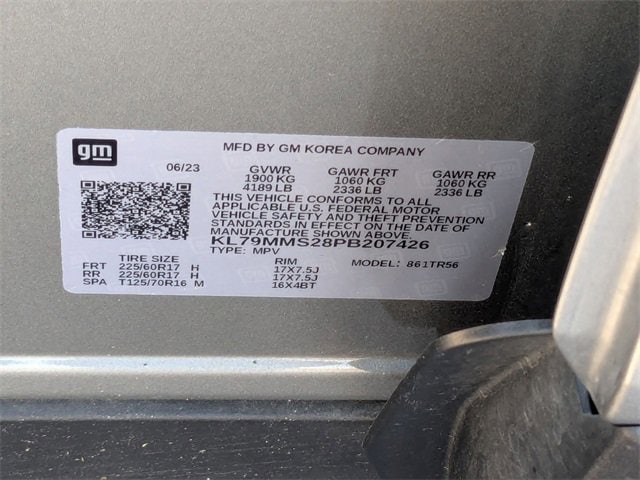 gm
MFD BY GM KOREA COMPANY
06/23 GVWR GAWR FRT GAWR RR
1900 KG 1060 KG 1060 KG
4189 LB 2336 LB 2336 LB
THIS VEHICLE CONFORMS TO ALL
APPLICABLE U.S. FEDERAL MOTOR
VEHICLE SAFETY AND THEFT PREVENTION
STANDARDS IN EFFECT ON THE DATE OF
MANUFACTURE SHOWN ABOVE.
KL79MMS28PB207426
TYPE: MPV MODEL: 861TR56
TIRE SIZE RIM
FRT 225/60R17 H 17X7.5J
RR 225/60R17 H 17X7.5J
SPA T125/70R16 M 16X4BT